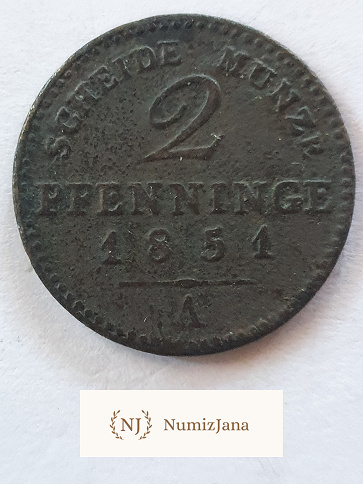 SCHEIDE MÜNZE
2
PFENNINGE
1851
A
NJ NumizJana